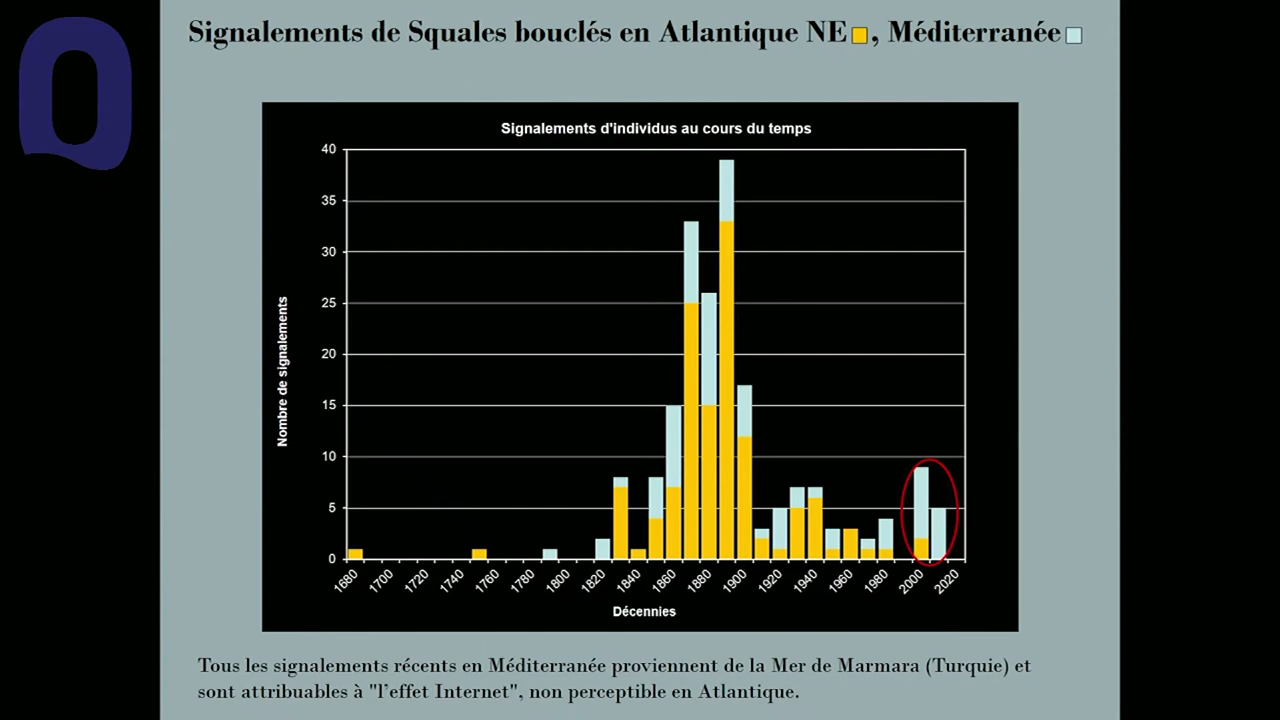 Q
Signalements de Squales bouclés en Atlantique NE, Méditerranée
Signalements d'individus au cours du temps
40
35
30
25
20
15
10
5
0
Nombre de signalements
1680 1700 1720 1740 1760 1780 1800 1820 1840 1860 1880 1900 1920 1940 1960 1980 2000 2020
Décennies
Tous les signalements récents en Méditerranée proviennent de la Mer de Marmara (Turquie) et
sont attribuables à "l'effet Internet", non perceptible en Atlantique.